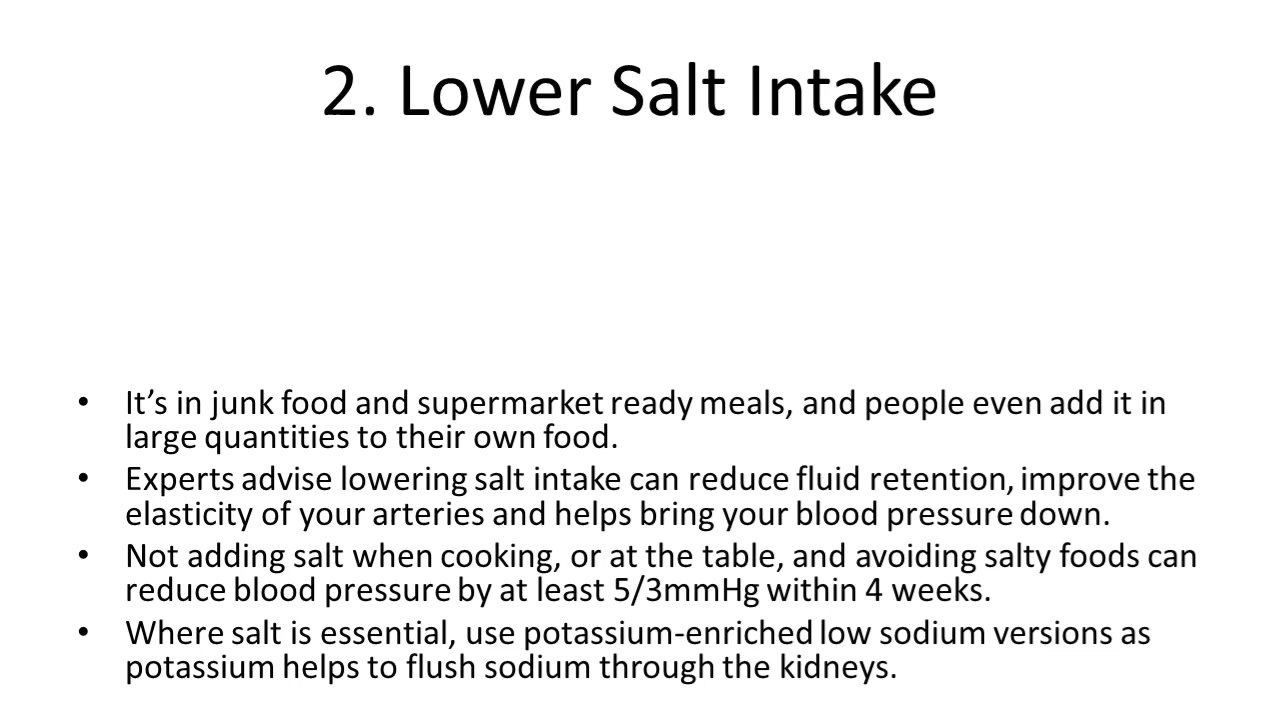 2. Lower Salt Intake
• It’s in junk food and supermarket ready meals, and people even add it in
large quantities to their own food.
• Experts advise lowering salt intake can reduce fluid retention, improve the
elasticity of your arteries and helps bring your blood pressure down.
• Not adding salt when cooking, or at the table, and avoiding salty foods can
reduce blood pressure by at least 5/3mmHg within 4 weeks.
• Where salt is essential, use potassium-enriched low sodium versions as
potassium helps to flush sodium through the kidneys.